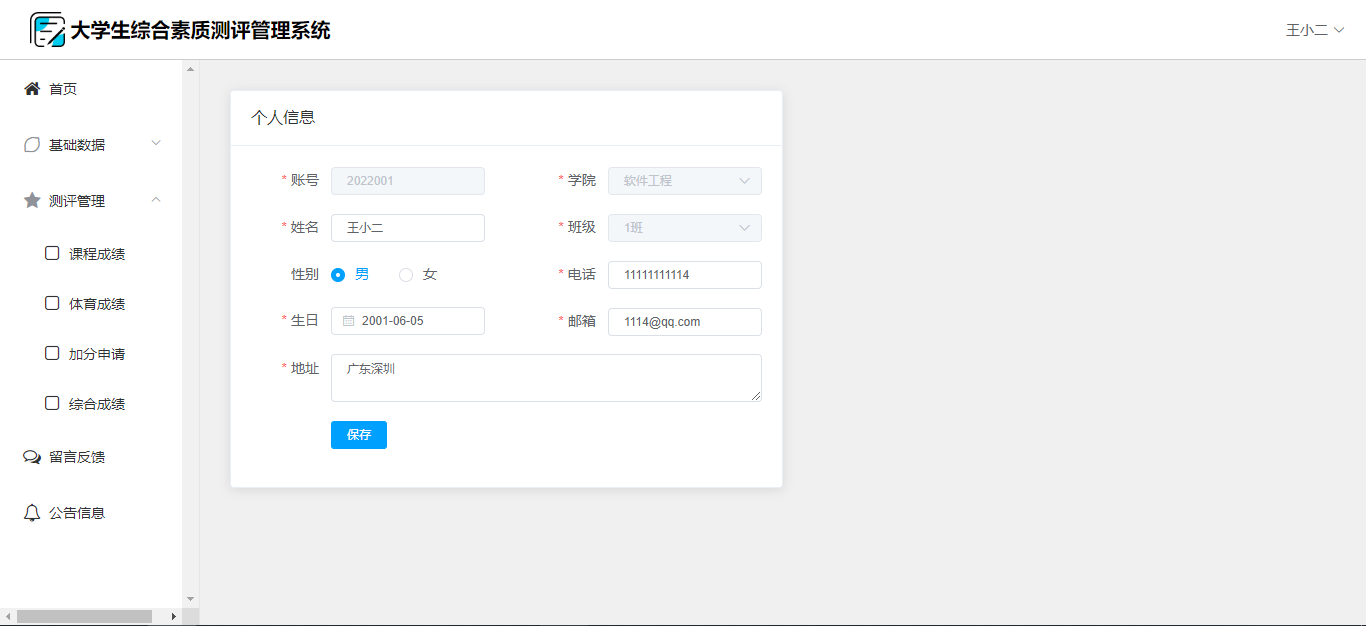 大学生综合素质测评管理系统
王小二
首页
基础数据
测评管理
课程成绩
体育成绩
加分申请
综合成绩
留言反馈
公告信息
个人信息
* 账号 2022001
* 学院 软件工程
* 姓名 王小二
* 班级 1班
性别 男 女
* 电话 11111111114
* 生日 2001-06-05
* 邮箱 1114@qq.com
* 地址 广东深圳
保存